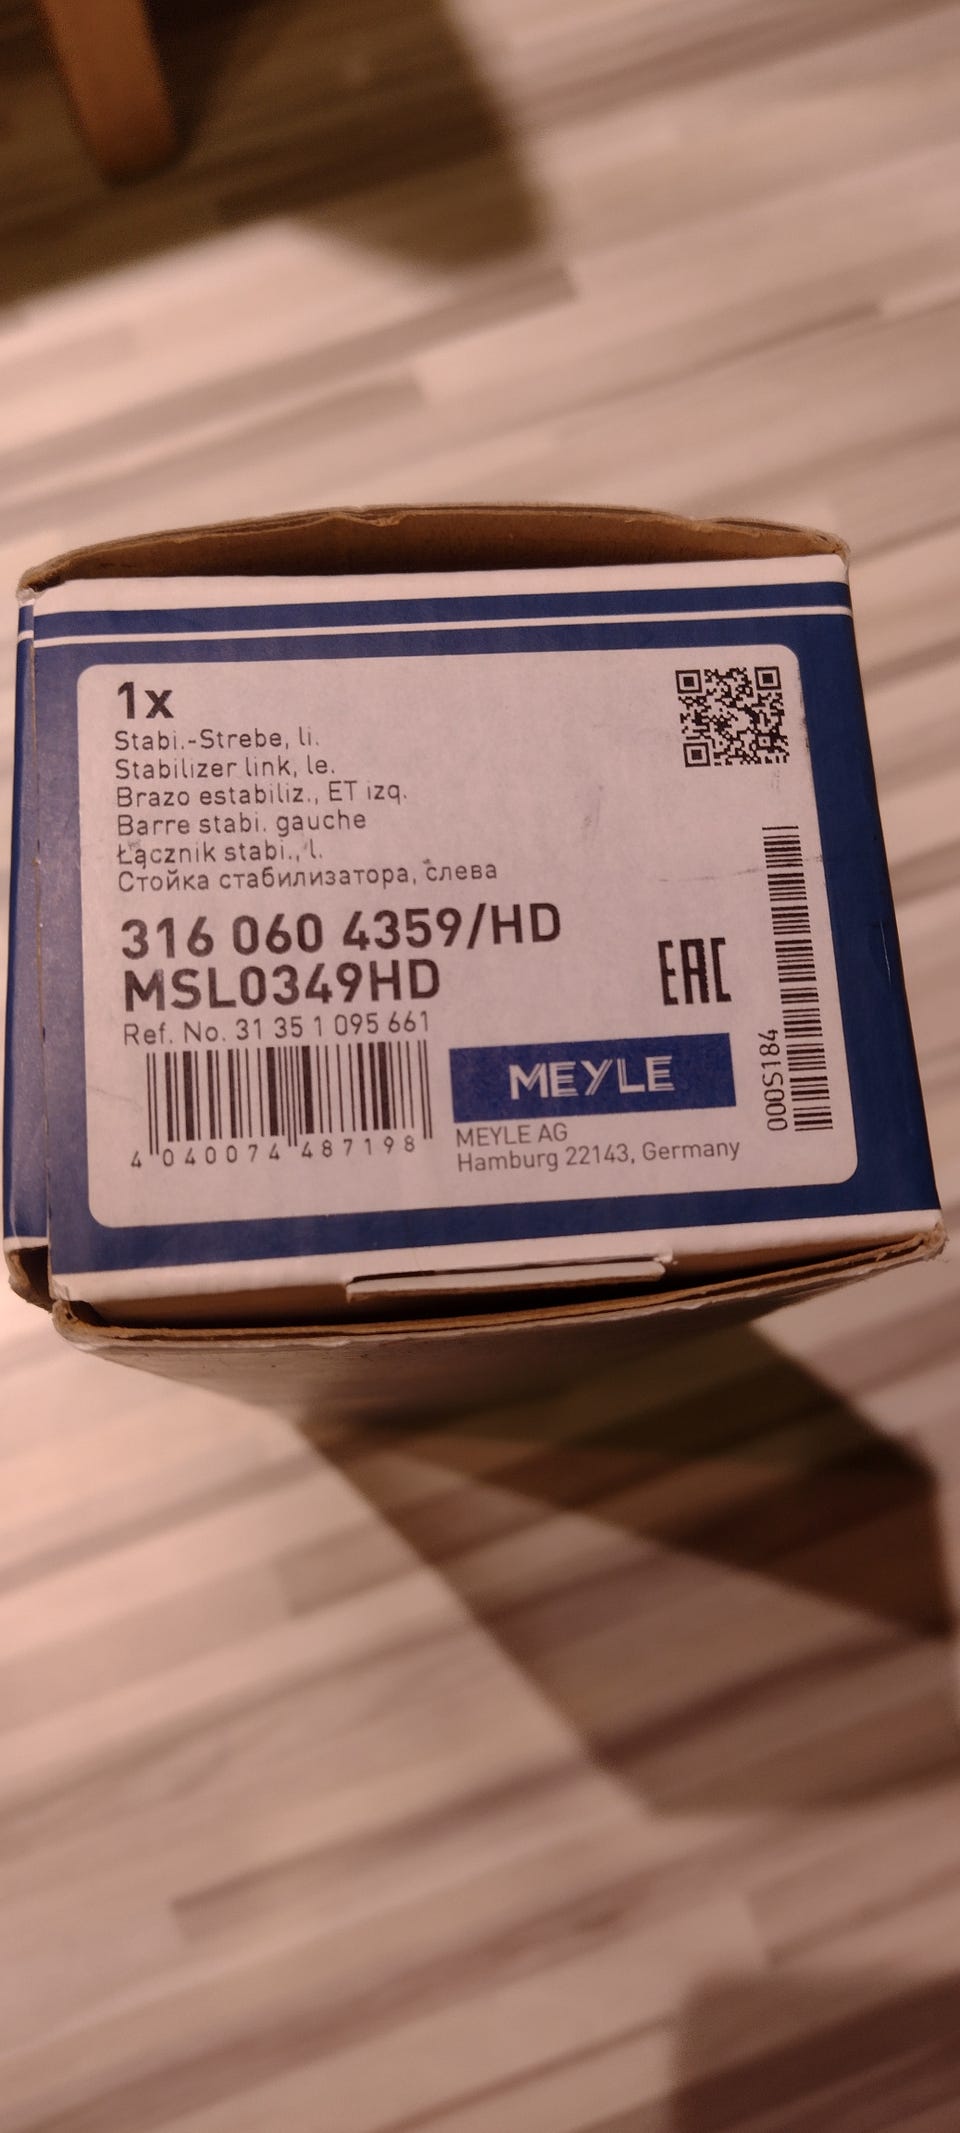 1x
Stabi.-Strebe, li.
Stabilizer link, le.
Brazo estabiliz., ET izq.
Barre stabi. gauche
Łącznik stabi., l.
Стойка стабилизатора, слева
316 060 4359/HD
MSL0349HD
Ref. No. 31 35 1 095 661
4 040074 487198
EAC
MEYLE
MEYLE AG
Hamburg 22143, Germany
000S184